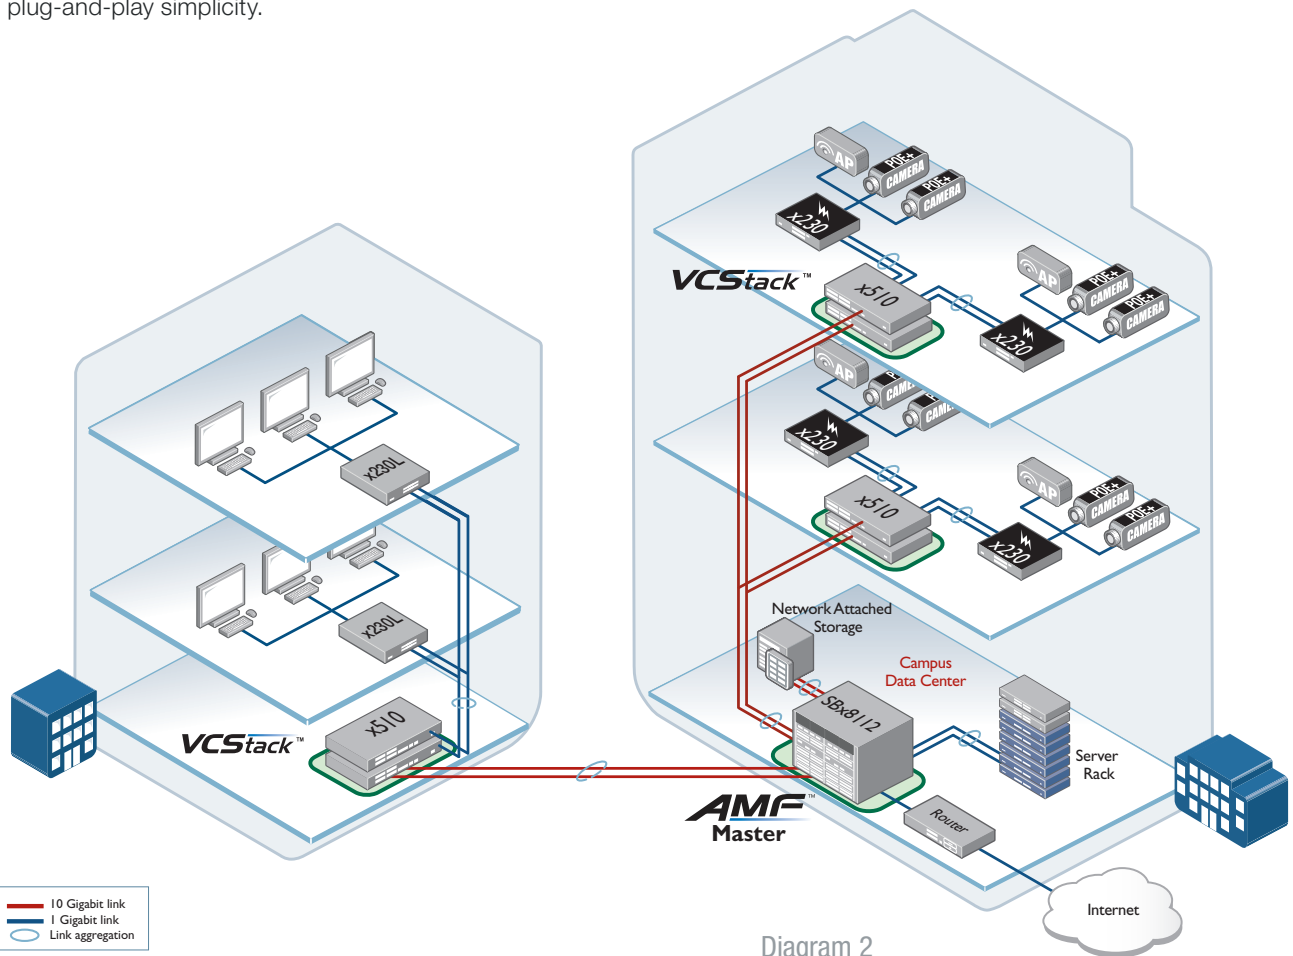 plug-and-play simplicity.
AP
POE+
CAMERA
POE+
CAMERA
x230
VCStack™
x510
AP
POE+
CAMERA
POE+
CAMERA
x230
AP
CAMERA
x230
x510
AP
POE+
CAMERA
POE+
CAMERA
x230
x230L
x230L
VCStack™
x510
Network Attached
Storage
Campus
Data Center
SBx8112
Server
Rack
AMF™
Master
Router
Internet
10 Gigabit link
1 Gigabit link
Link aggregation
Diagram 2